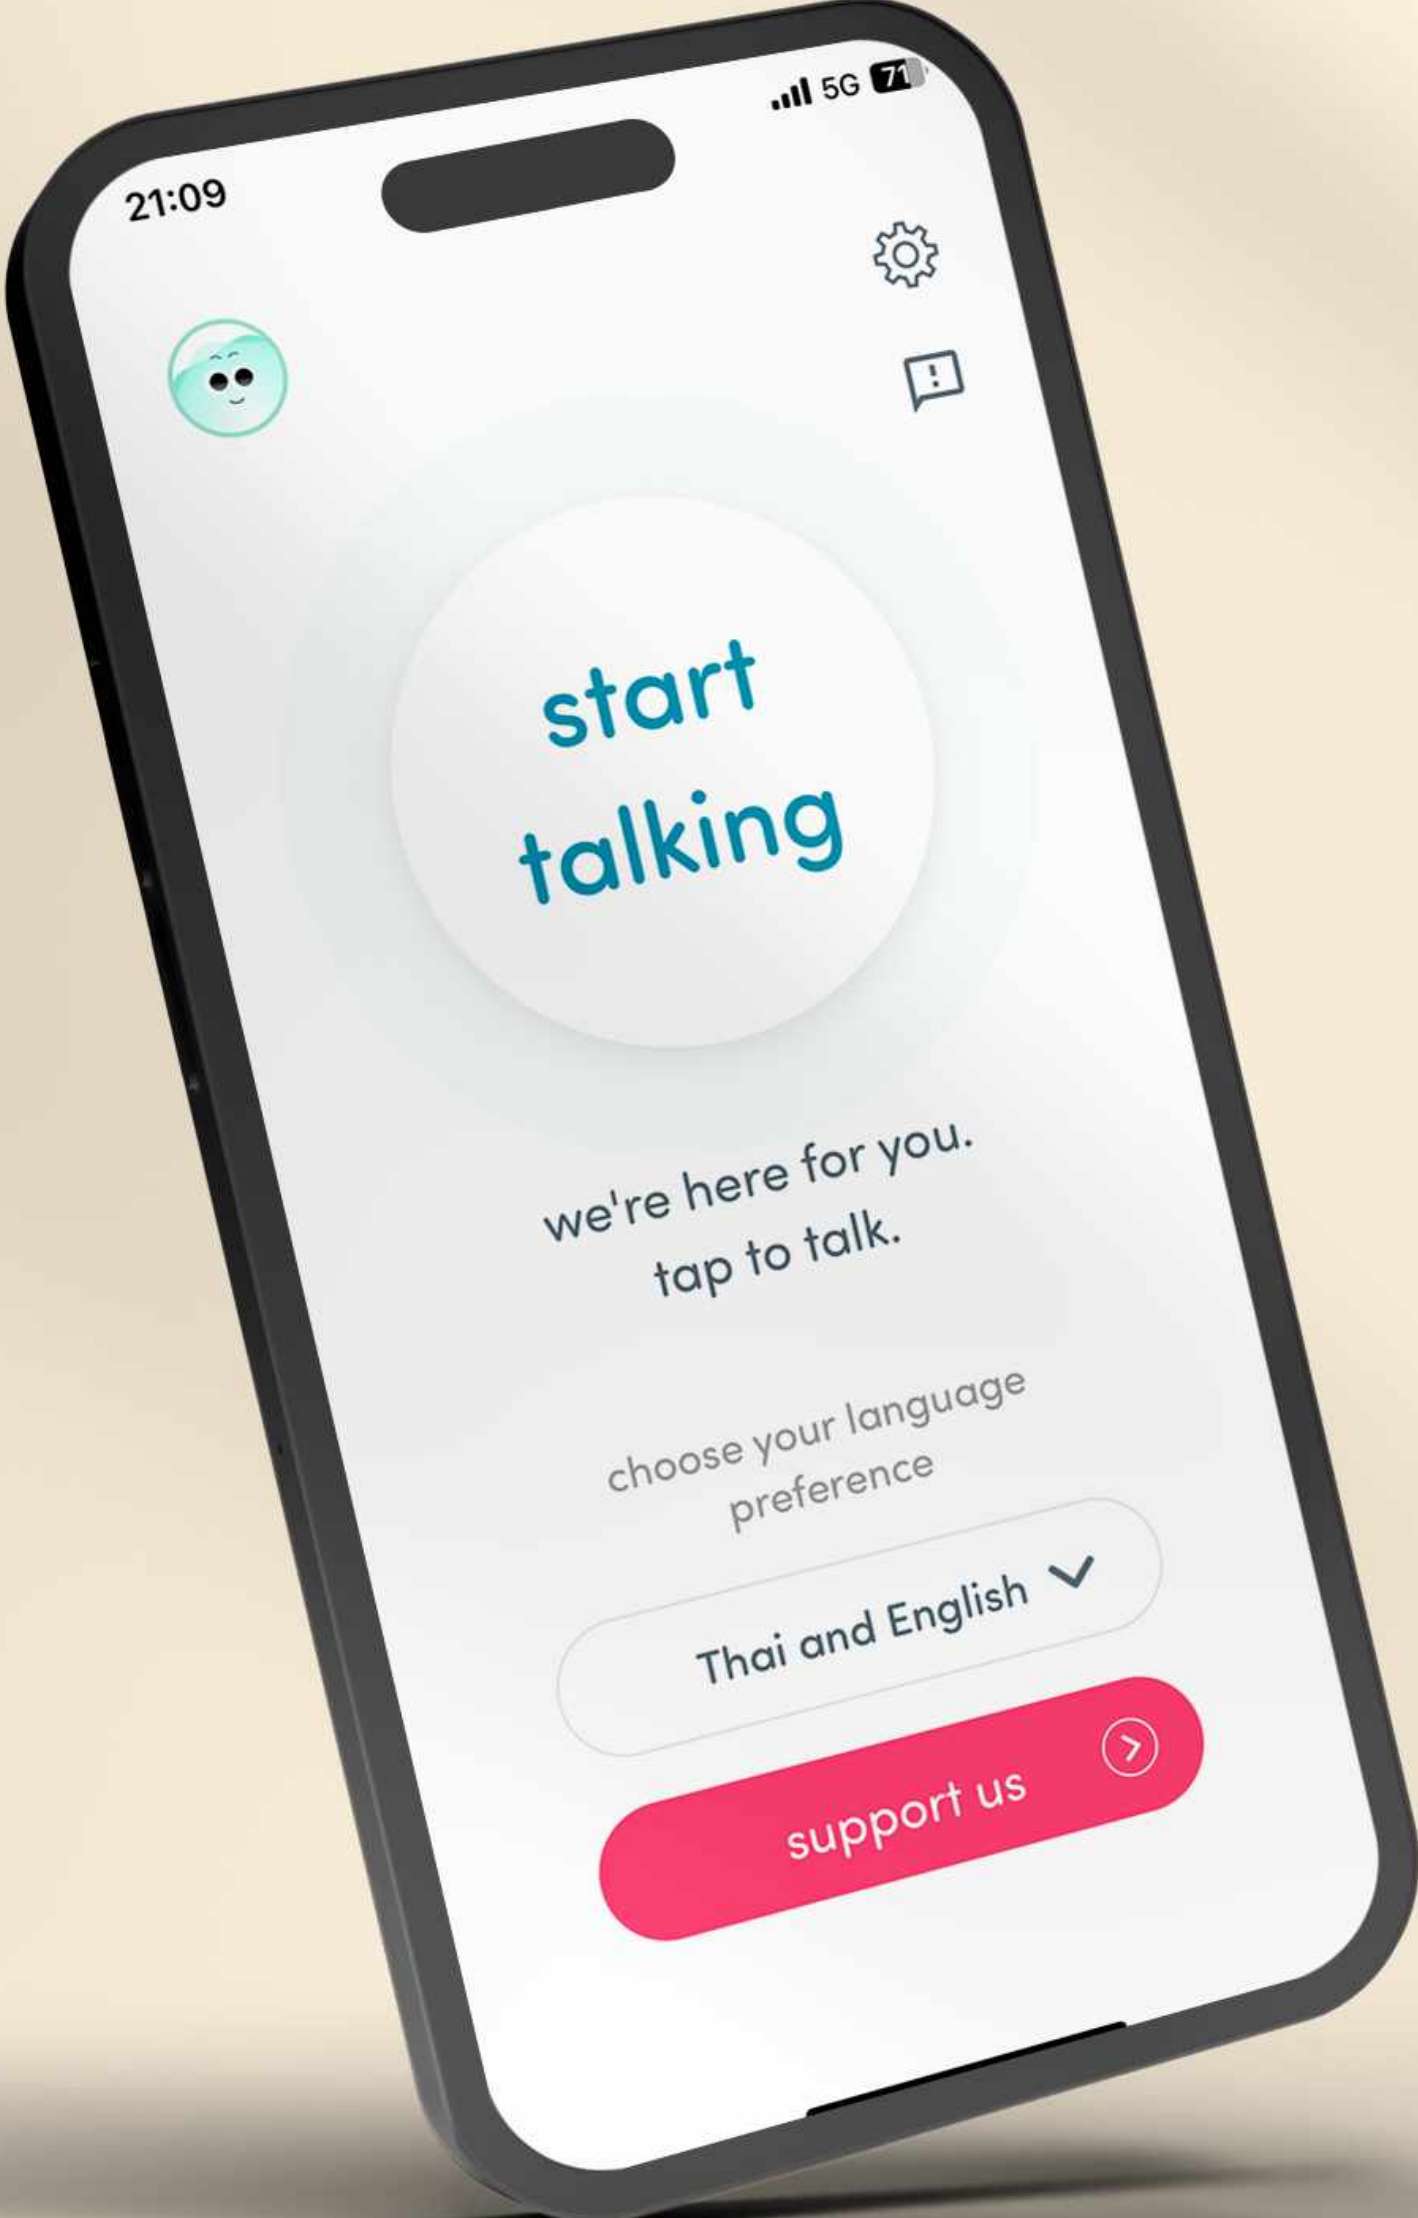 21:09
5G 71
start
talking
we're here for you.
tap to talk.
choose your language
preference
Thai and English
support us